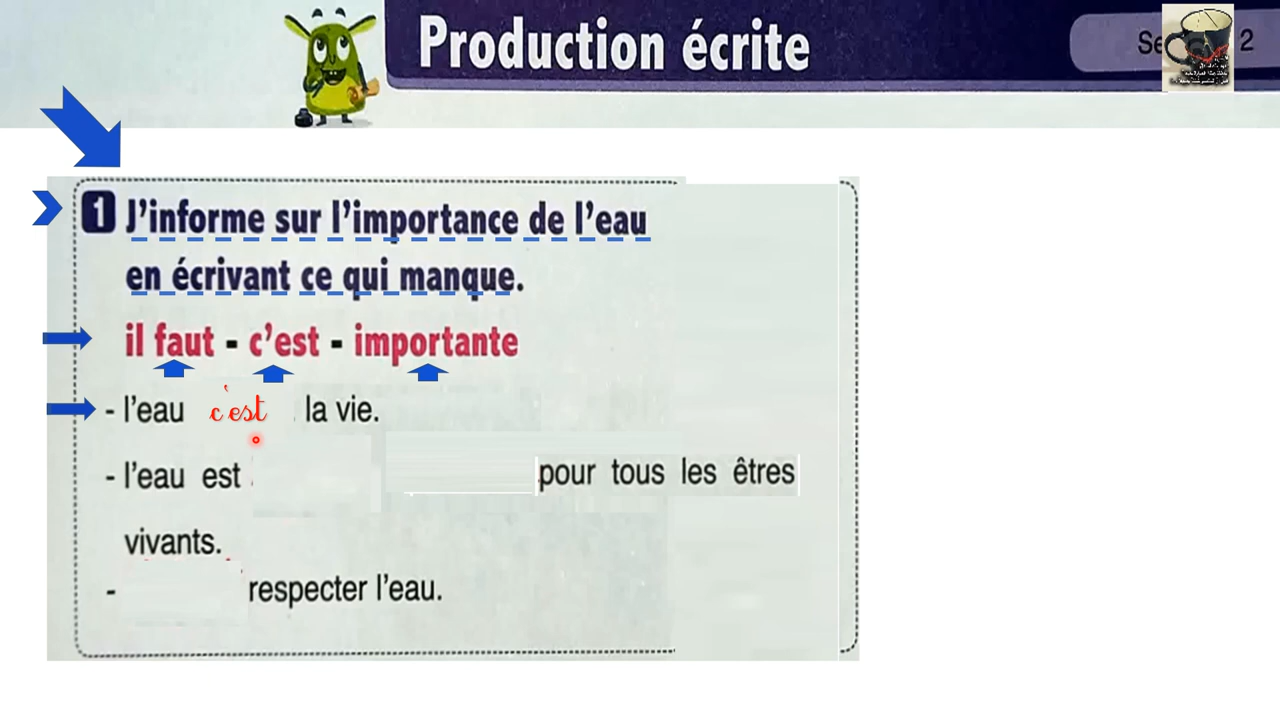 Production écrite
2
1 J'informe sur l'importance de l'eau
en écrivant ce qui manque.
il faut - c'est - importante
- l'eau c'est la vie.
- l'eau est pour tous les êtres
vivants.
- respecter l'eau.